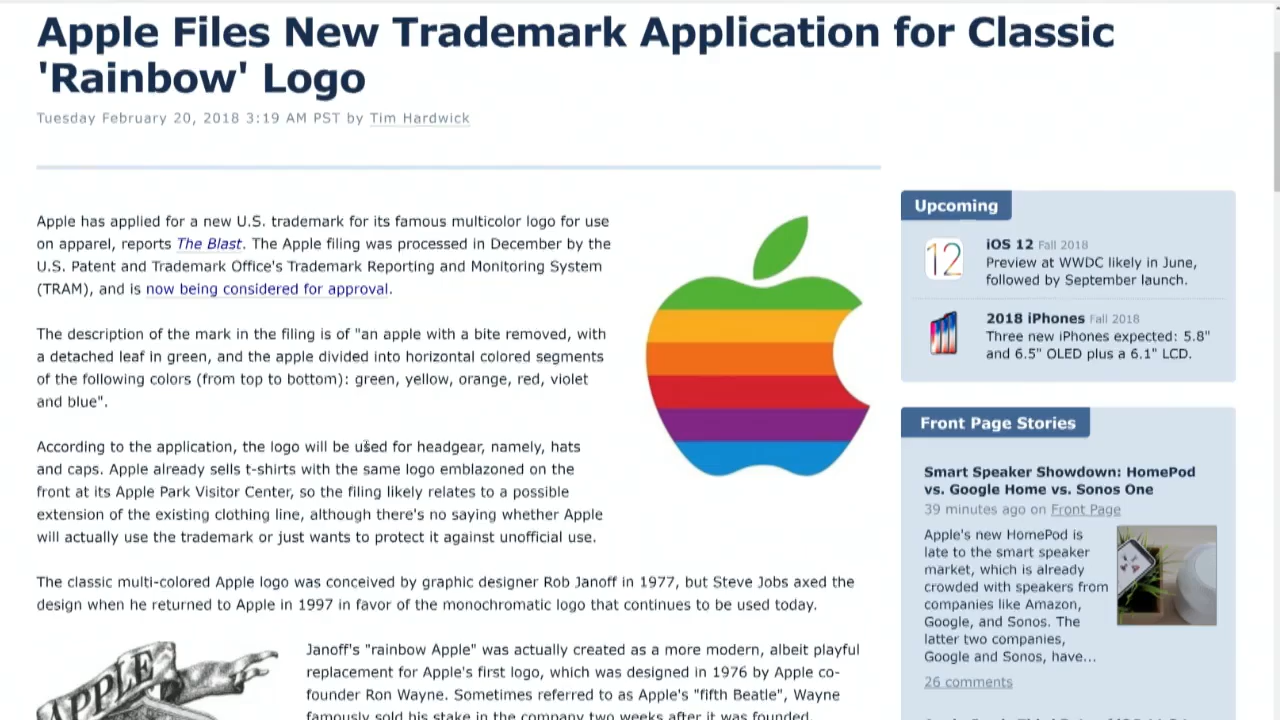 Apple Files New Trademark Application for Classic
'Rainbow' Logo
Tuesday February 20, 2018 3:19 AM PST by Tim Hardwick
Apple has applied for a new U.S. trademark for its famous multicolor logo for use
on apparel, reports The Blast. The Apple filing was processed in December by the
U.S. Patent and Trademark Office's Trademark Reporting and Monitoring System
(TRAM), and is now being considered for approval.
The description of the mark in the filing is of "an apple with a bite removed, with
a detached leaf in green, and the apple divided into horizontal colored segments
of the following colors (from top to bottom): green, yellow, orange, red, violet
and blue".
According to the application, the logo will be used for headgear, namely, hats
and caps. Apple already sells t-shirts with the same logo emblazoned on the
front at its Apple Park Visitor Center, so the filing likely relates to a possible
extension of the existing clothing line, although there's no saying whether Apple
will actually use the trademark or just wants to protect it against unofficial use.
The classic multi-colored Apple logo was conceived by graphic designer Rob Janoff in 1977, but Steve Jobs axed the
design when he returned to Apple in 1997 in favor of the monochromatic logo that continues to be used today.
APPLE
Janoff's "rainbow Apple" was actually created as a more modern, albeit playful
replacement for Apple's first logo, which was designed in 1976 by Apple co-
founder Ron Wayne. Sometimes referred to as Apple's "fifth Beatle", Wayne
famously sold his stake in the company two weeks after it was founded.
Upcoming
12
iOS 12 Fall 2018
Preview at WWDC likely in June,
followed by September launch.
2018 iPhones Fall 2018
Three new iPhones expected: 5.8"
and 6.5" OLED plus a 6.1" LCD.
Front Page Stories
Smart Speaker Showdown: HomePod
vs. Google Home vs. Sonos One
39 minutes ago on Front Page
Apple's new HomePod is
late to the smart speaker
market, which is already
crowded with speakers from
companies like Amazon,
Google, and Sonos. The
latter two companies,
Google and Sonos, have...
26 comments